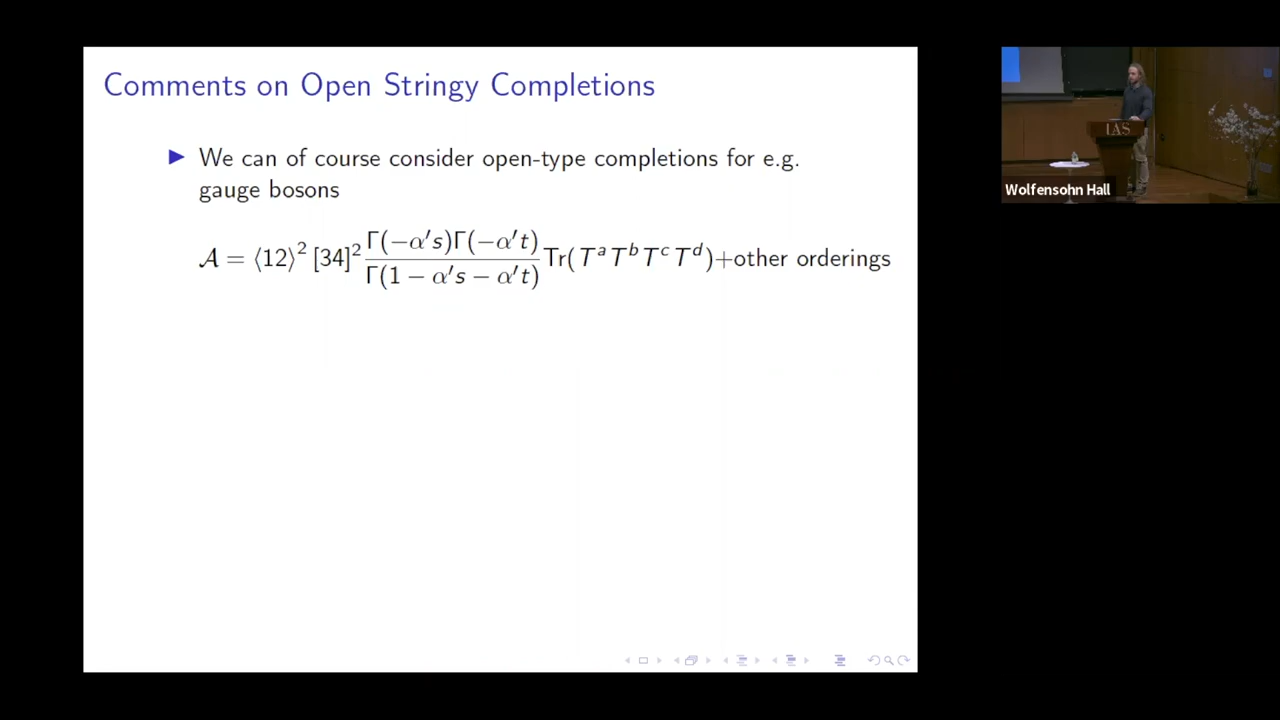 Comments on Open Stringy Completions
We can of course consider open-type completions for e.g.
gauge bosons
𝒜 = ⟨12⟩² [34]² Γ(−α′s)Γ(−α′t) / Γ(1 − α′s − α′t) Tr(TᵃTᵇTᶜTᵈ)+other orderings
IAS
Wolfensohn Hall